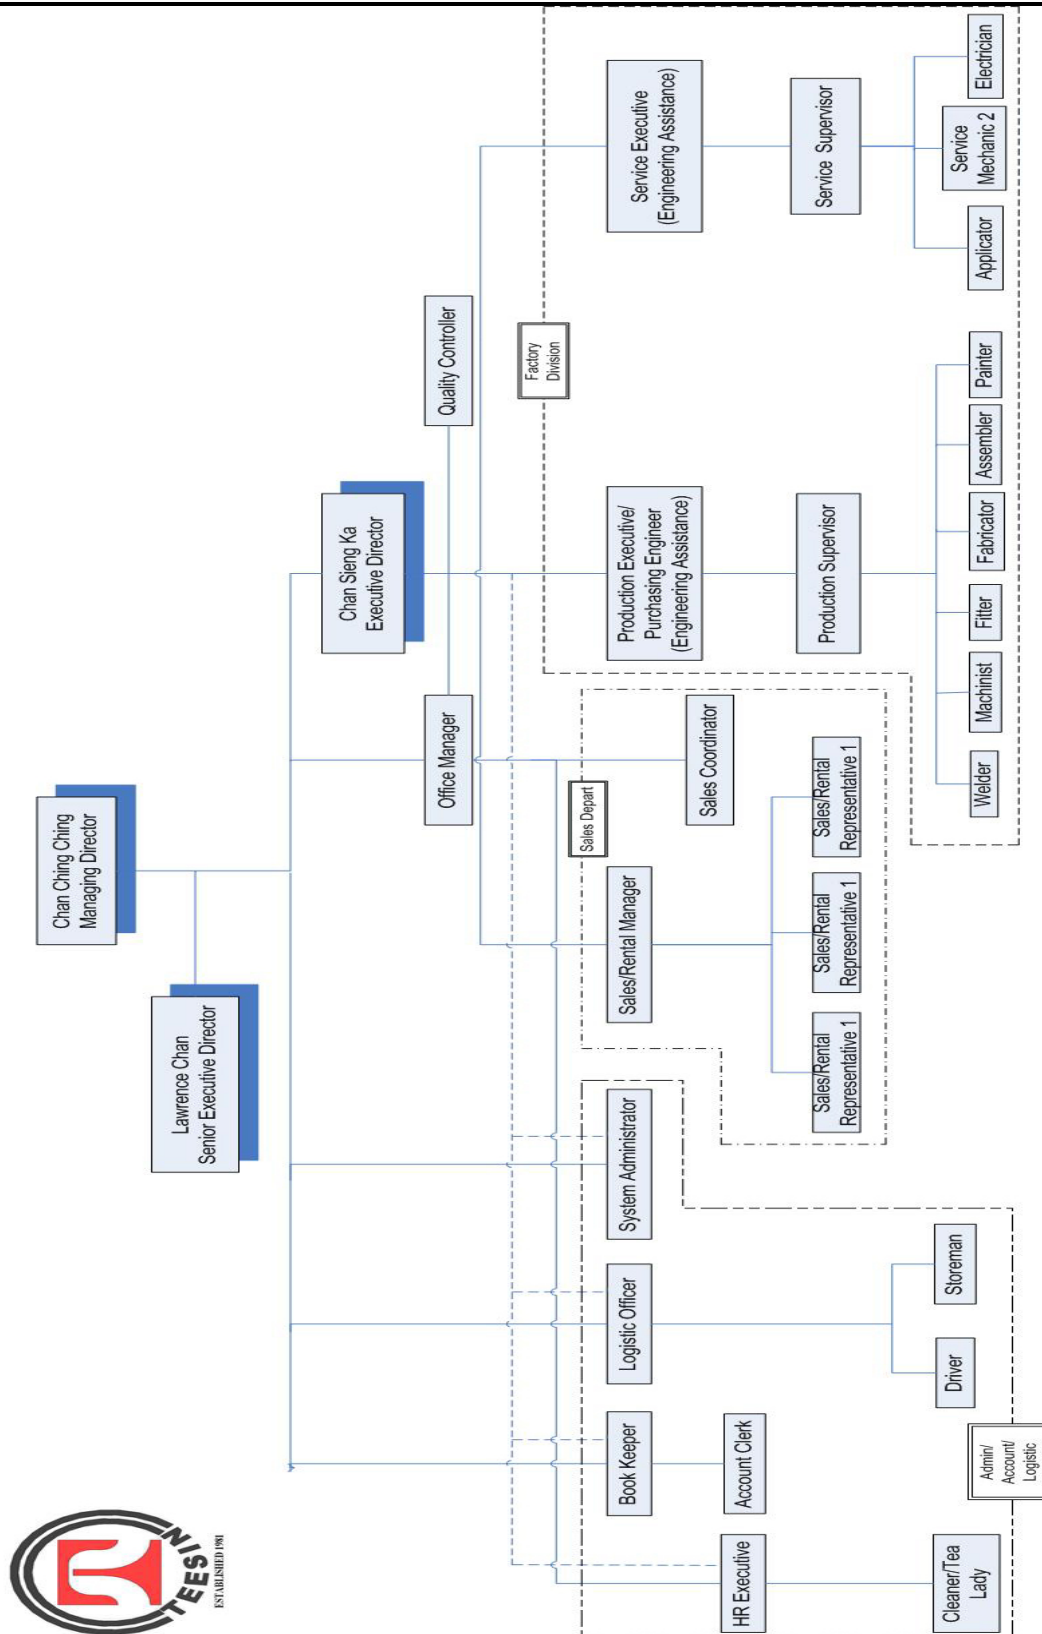 TEESIN
ESTABLISHED 1981
Chan Ching Ching
Managing Director
Lawrence Chan
Senior Executive Director
Chan Sieng Ka
Executive Director
Office Manager
Quality Controller
Factory
Division
Sales Depart
Book Keeper
Logistic Officer
System Administrator
Sales/Rental Manager
Production Executive/
Purchasing Engineer
(Engineering Assistance)
Service Executive
(Engineering Assistance)
HR Executive
Account Clerk
Sales Coordinator
Production Supervisor
Service Supervisor
Sales/Rental
Representative 1
Sales/Rental
Representative 1
Sales/Rental
Representative 1
Cleaner/Tea
Lady
Driver
Storeman
Welder
Machinist
Fitter
Fabricator
Assembler
Painter
Applicator
Service
Mechanic 2
Electrician
Admin/
Account/
Logistic